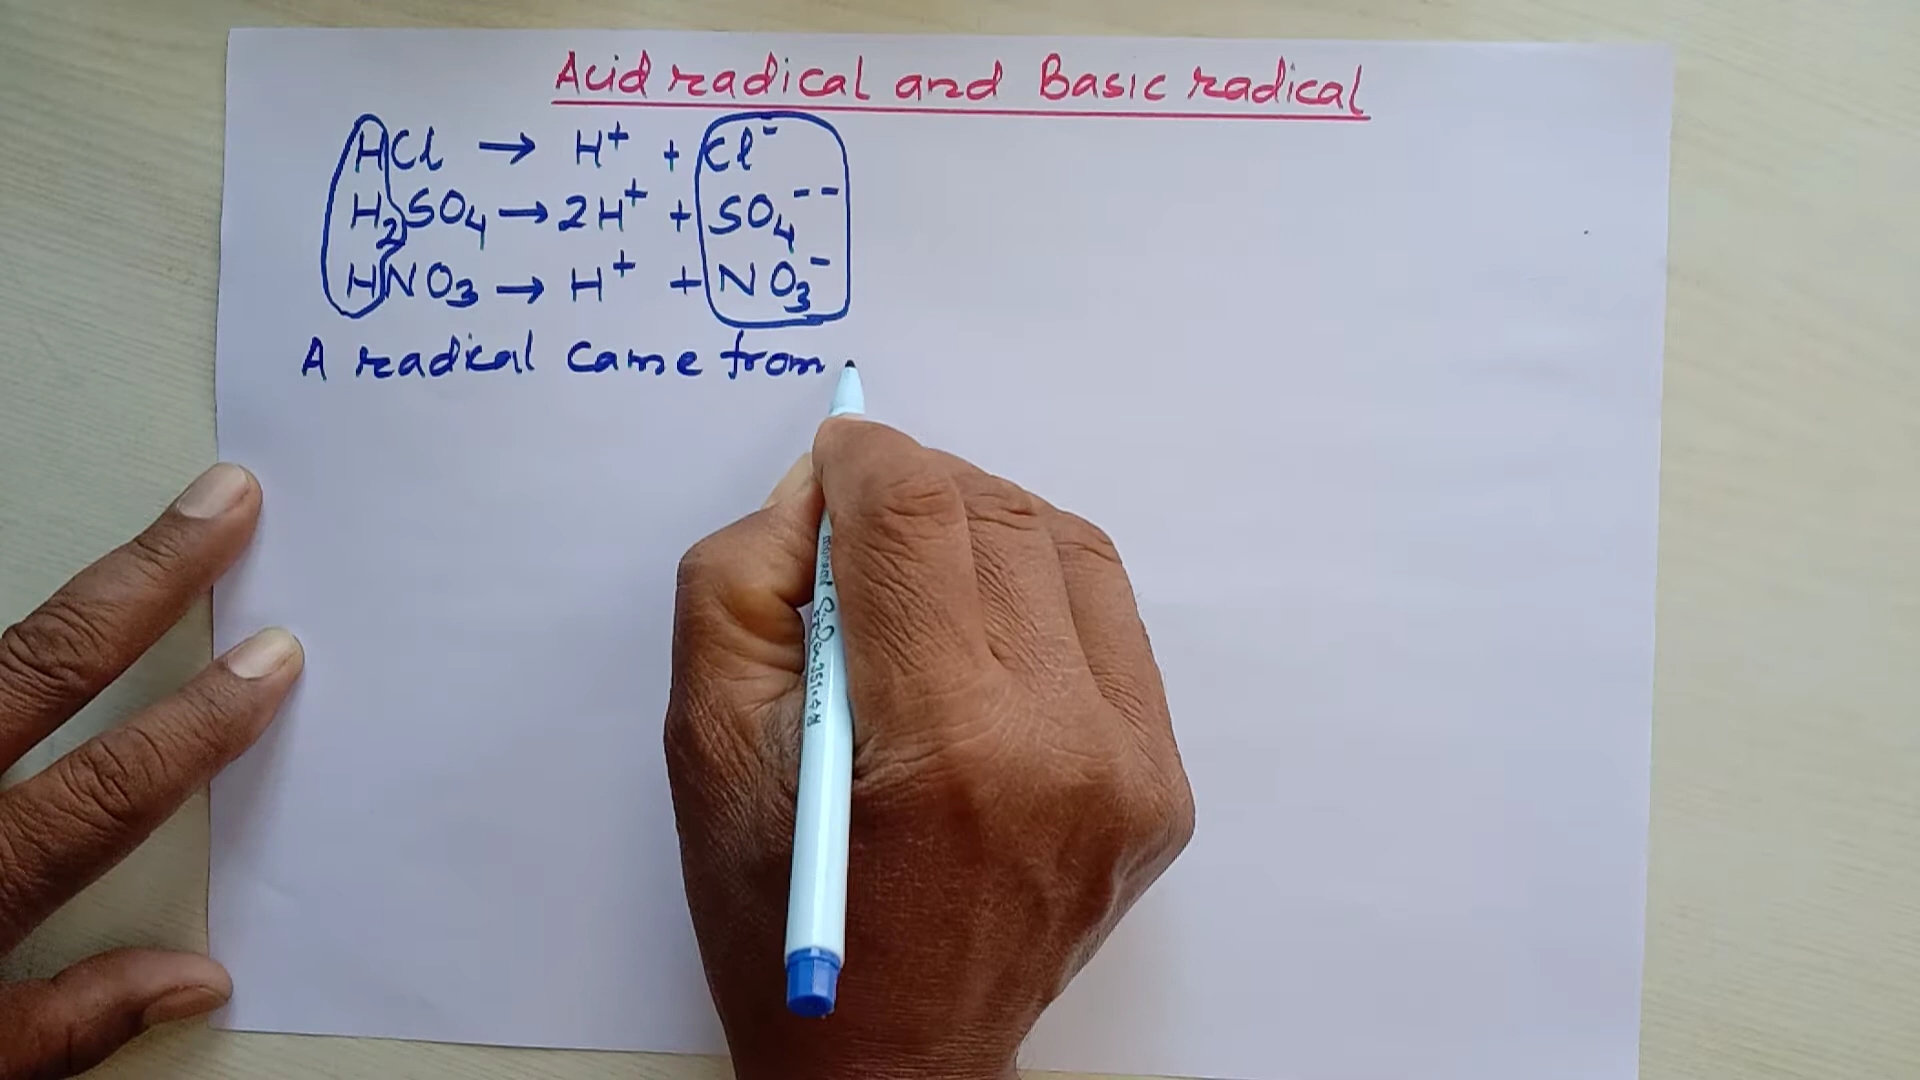 Acid radical and Basic radical
HCl → H⁺ + Cl⁻
H₂SO₄ → 2H⁺ + SO₄⁻⁻
HNO₃ → H⁺ + NO₃⁻
A radical came from